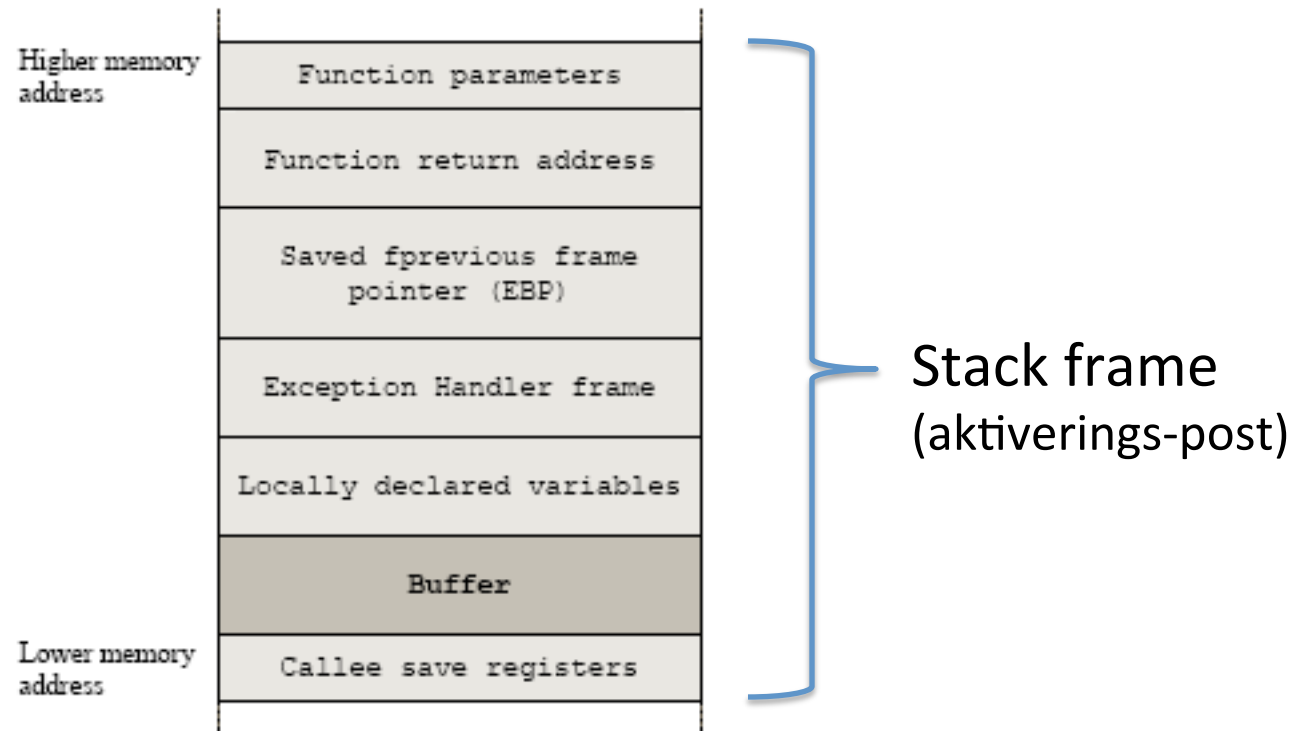 Higher memory
address
Function parameters
Function return address
Saved fprevious frame
pointer (EBP)
Exception Handler frame
Locally declared variables
Buffer
Lower memory
address
Callee save registers
Stack frame
(aktiverings-post)